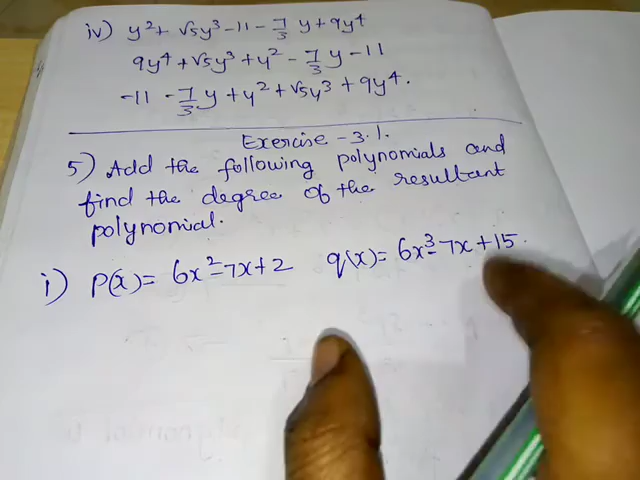 iv) y² + √5y³ - 11 - 7/3 y + 9y⁴
9y⁴ + √5y³ + y² - 7/3 y - 11
-11 - 7/3 y + y² + √5y³ + 9y⁴.
Exercise - 3.1.
5) Add the following polynomials and
find the degree of the resultant
polynomial.
i) P(x) = 6x² - 7x + 2 q(x) = 6x³ - 7x + 15.